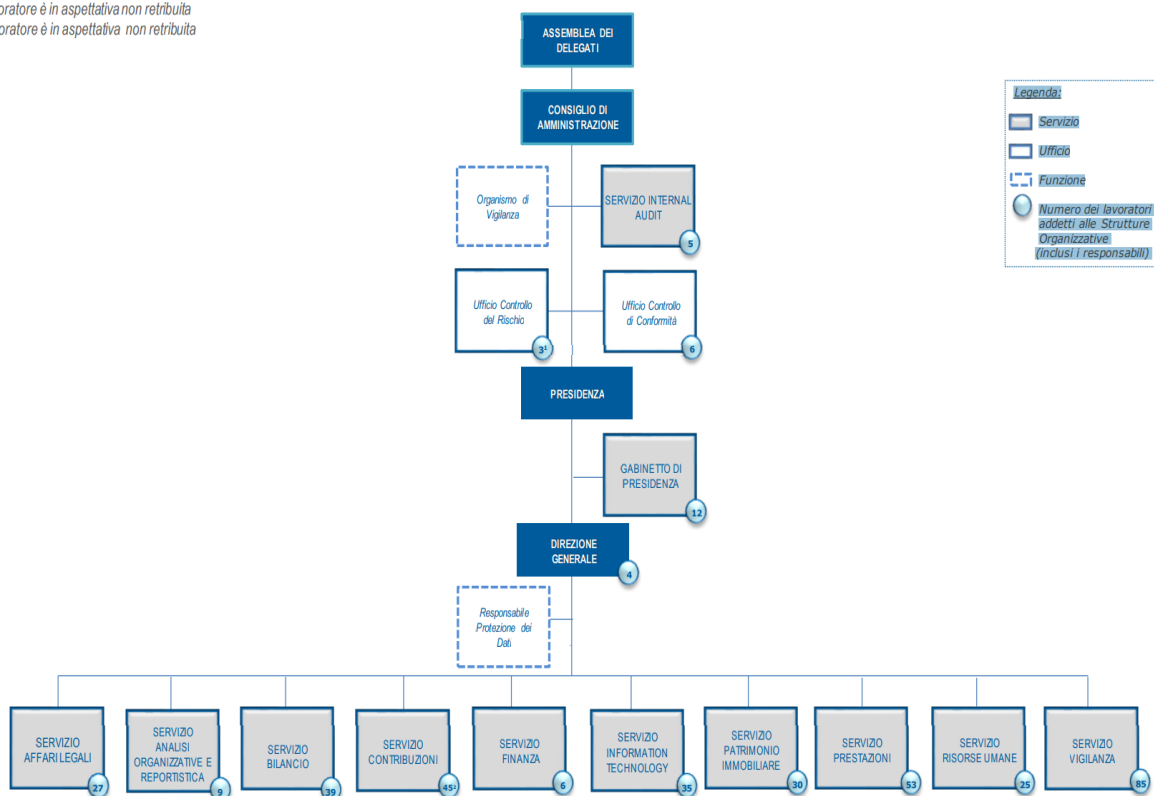 oratore è in aspettativa non retribuita
oratore è in aspettativa non retribuita
ASSEMBLEA DEI
DELEGATI
CONSIGLIO DI
AMMINISTRAZIONE
Organismo di
Vigilanza
SERVIZIO INTERNAL
AUDIT
5
Ufficio Controllo
del Rischio
3¹
Ufficio Controllo
di Conformità
6
PRESIDENZA
GABINETTO DI
PRESIDENZA
12
DIREZIONE
GENERALE
4
Responsabile
Protezione dei
Dati
SERVIZIO
AFFARI LEGALI
27
SERVIZIO
ANALISI
ORGANIZZATIVE E
REPORTISTICA
9
SERVIZIO
BILANCIO
39
SERVIZIO
CONTRIBUZIONI
45²
SERVIZIO
FINANZA
6
SERVIZIO
INFORMATION
TECHNOLOGY
35
SERVIZIO
PATRIMONIO
IMMOBILIARE
30
SERVIZIO
PRESTAZIONI
53
SERVIZIO
RISORSE UMANE
25
SERVIZIO
VIGILANZA
85
Legenda:
Servizio
Ufficio
Funzione
Numero dei lavoratori
addetti alle Strutture
Organizzative
(inclusi i responsabili)